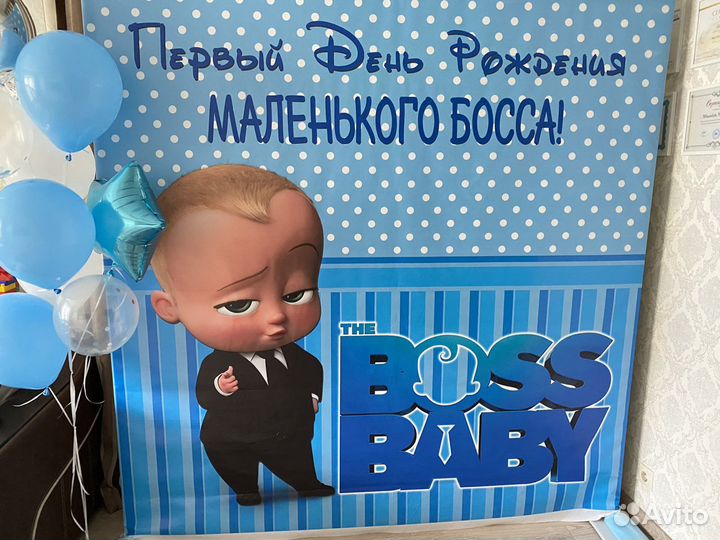 Первый День Рождения
МАЛЕНЬКОГО БОССА!
THE
BOSS
BABY
Avito